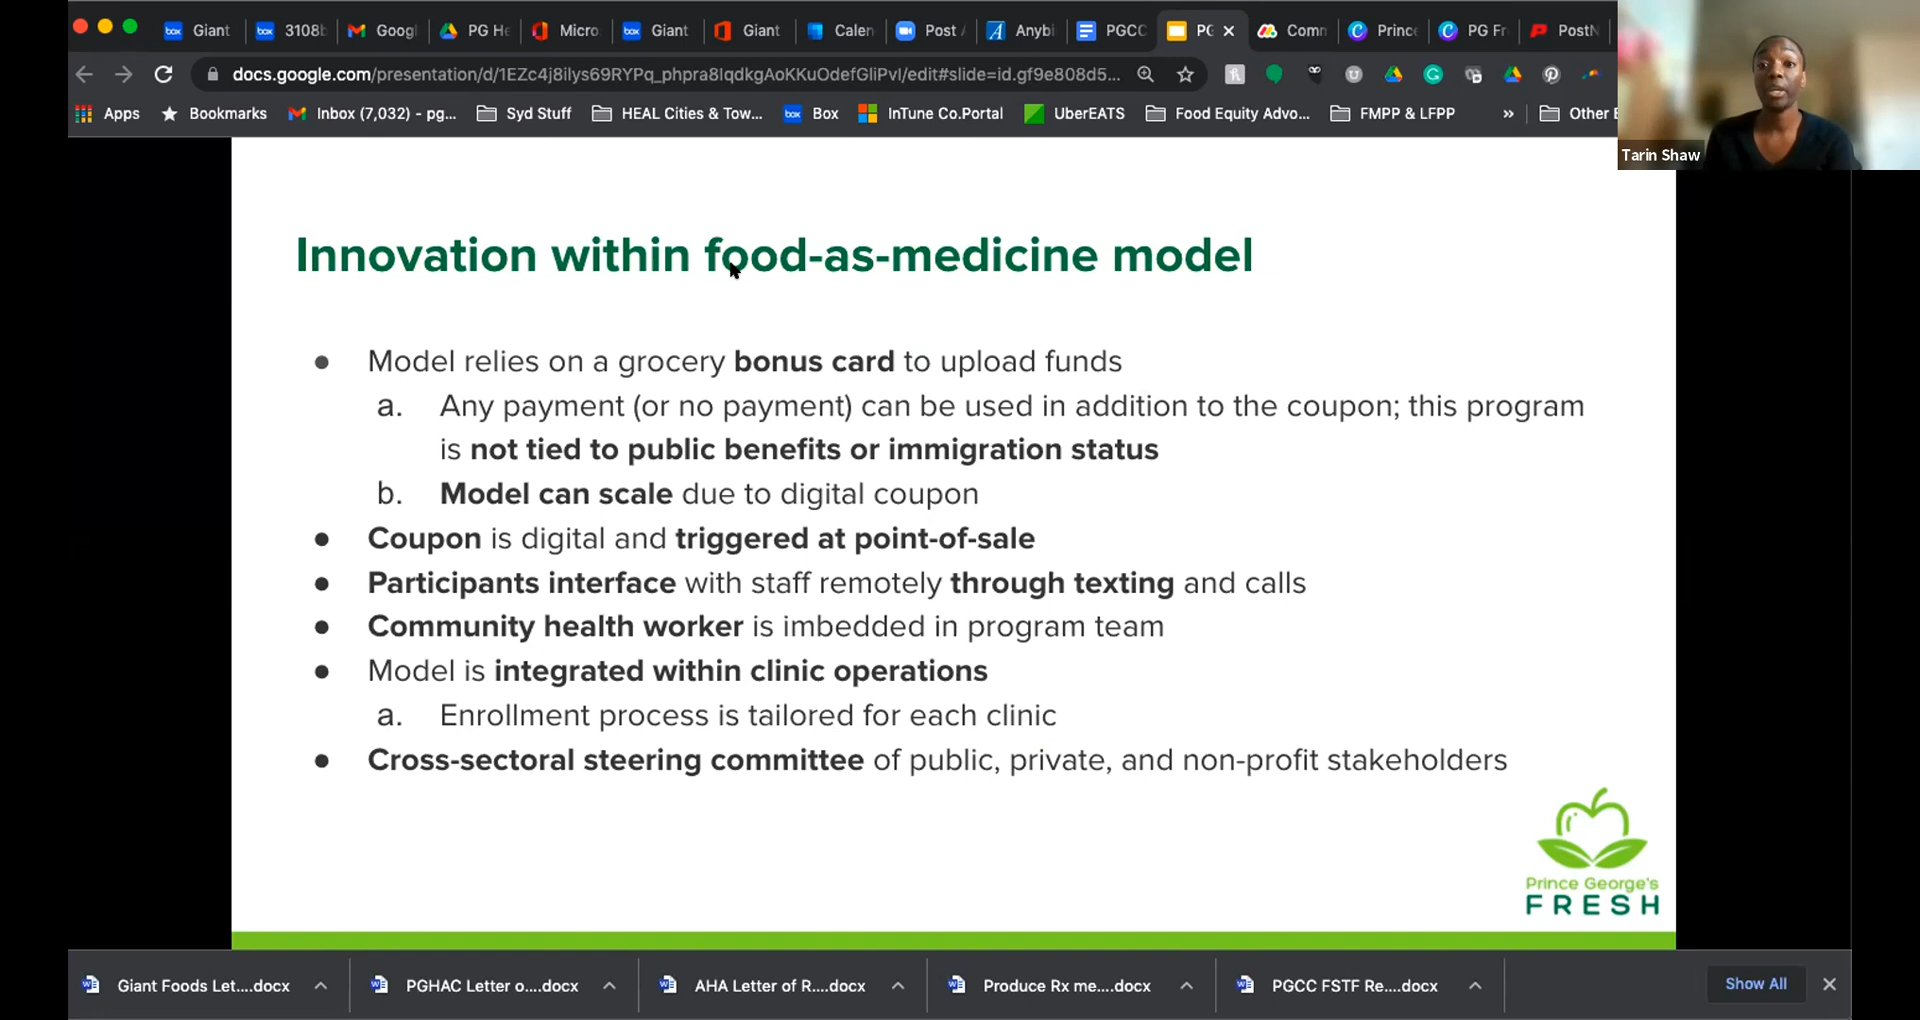 Giant
3108b
Goog
PG He
Micro
Giant
Giant
Calen
Post
Anybi
PGCC
PG
Comm
Prince
PG Fr
PostN
docs.google.com/presentation/d/1EZc4j8ilys69RYPq_phpra8IqdkgAoKKuOdefGliPvI/edit#slide=id.gf9e808d5...
Apps
Bookmarks
Inbox (7,032) - pg...
Syd Stuff
HEAL Cities & Tow...
box Box
InTune Co.Portal
UberEATS
Food Equity Advo...
FMPP & LFPP
»
Other
Tarin Shaw
Innovation within food-as-medicine model
● Model relies on a grocery bonus card to upload funds
a. Any payment (or no payment) can be used in addition to the coupon; this program
is not tied to public benefits or immigration status
b. Model can scale due to digital coupon
● Coupon is digital and triggered at point-of-sale
● Participants interface with staff remotely through texting and calls
● Community health worker is imbedded in program team
● Model is integrated within clinic operations
a. Enrollment process is tailored for each clinic
● Cross-sectoral steering committee of public, private, and non-profit stakeholders
Prince George's
FRESH
Giant Foods Let....docx
PGHAC Letter o....docx
AHA Letter of R....docx
Produce Rx me....docx
PGCC FSTF Re....docx
Show All